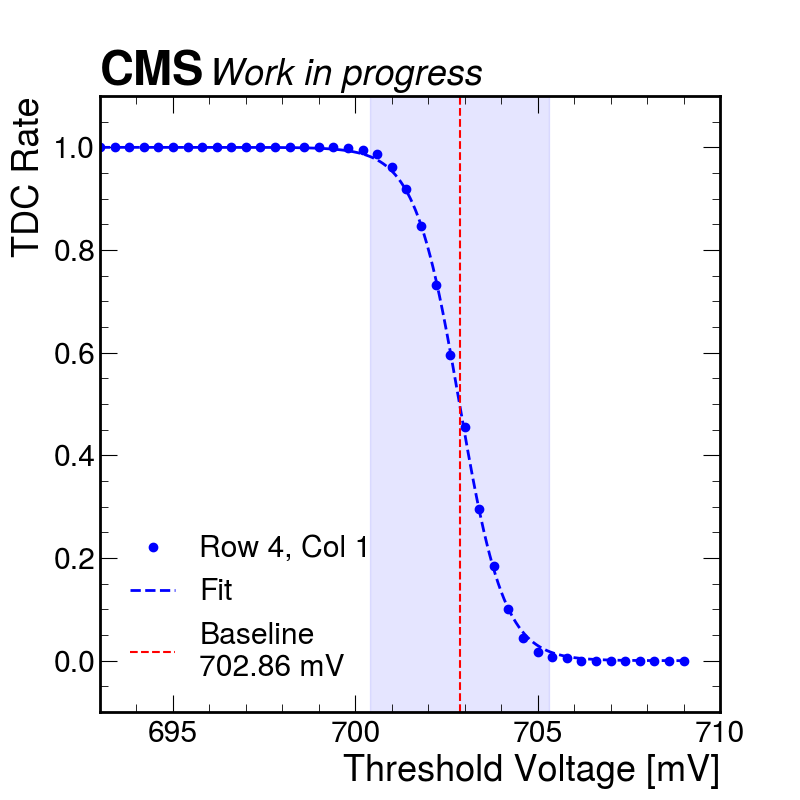 CMS Work in progress
TDC Rate
1.0
0.8
0.6
0.4
0.2
0.0
Row 4, Col 1
Fit
Baseline
702.86 mV
695 700 705 710
Threshold Voltage [mV]